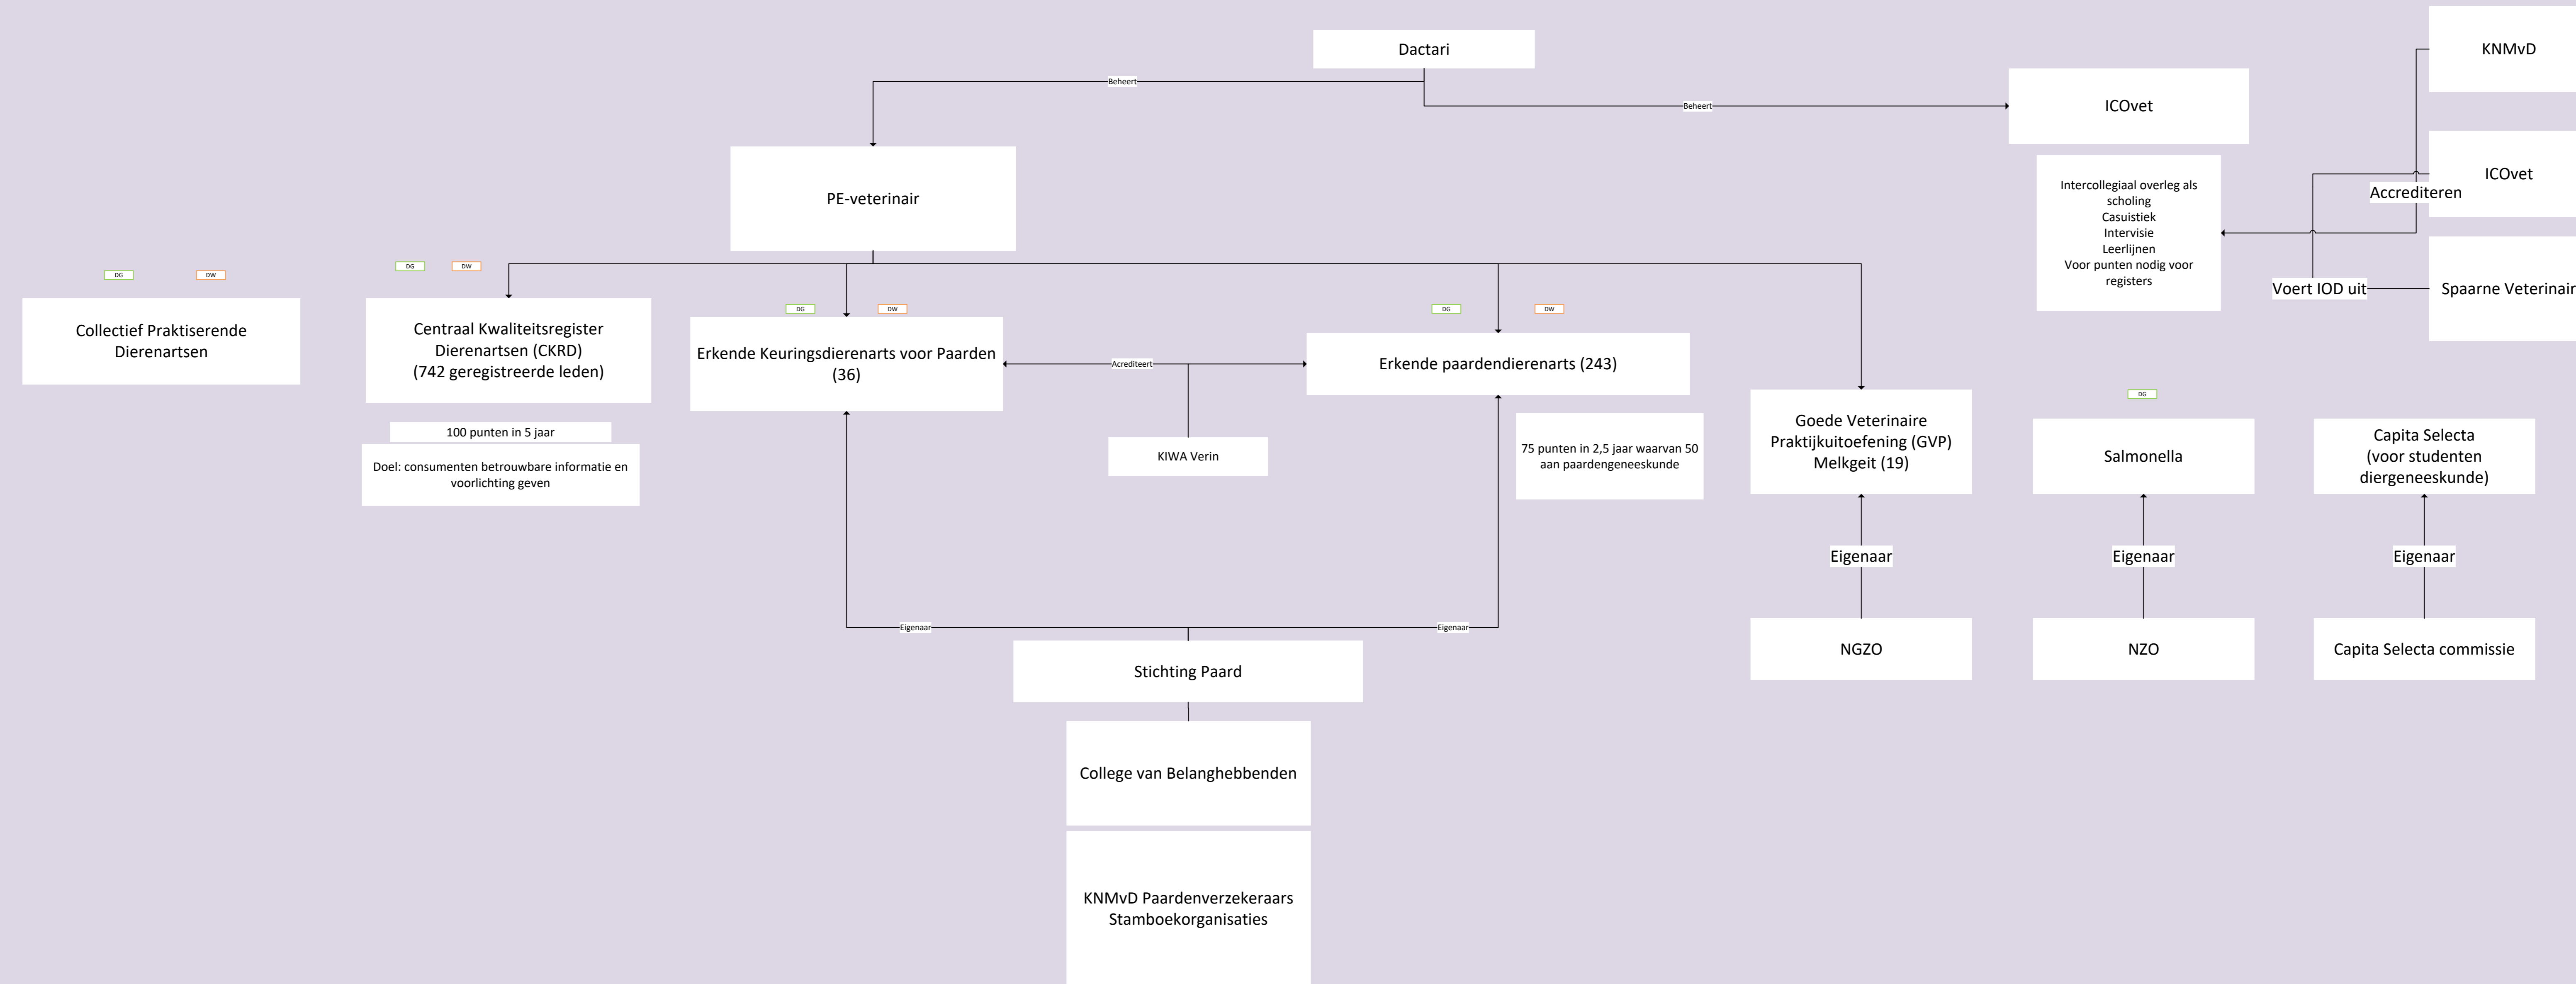 Dactari
KNMvD
Beheert
Beheert
ICOvet
PE-veterinair
ICOvet
Accrediteren
Intercollegiaal overleg als
scholing
Casuistiek
Intervisie
Leerlijnen
Voor punten nodig voor
registers
Voert IOD uit
Spaarne Veterinair
DG
DW
Collectief Praktiserende
Dierenartsen
DG
DW
Centraal Kwaliteitsregister
Dierenartsen (CKRD)
(742 geregistreerde leden)
100 punten in 5 jaar
Doel: consumenten betrouwbare informatie en
voorlichting geven
DG
DW
Erkende Keuringsdierenarts voor Paarden
(36)
Acrediteert
KIWA Verin
DG
DW
Erkende paardendierenarts (243)
75 punten in 2,5 jaar waarvan 50
aan paardengeneeskunde
Goede Veterinaire
Praktijkuitoefening (GVP)
Melkgeit (19)
DG
Salmonella
Capita Selecta
(voor studenten
diergeneeskunde)
Eigenaar
Eigenaar
Eigenaar
Eigenaar
Eigenaar
NGZO
NZO
Capita Selecta commissie
Stichting Paard
College van Belanghebbenden
KNMvD Paardenverzekeraars
Stamboekorganisaties